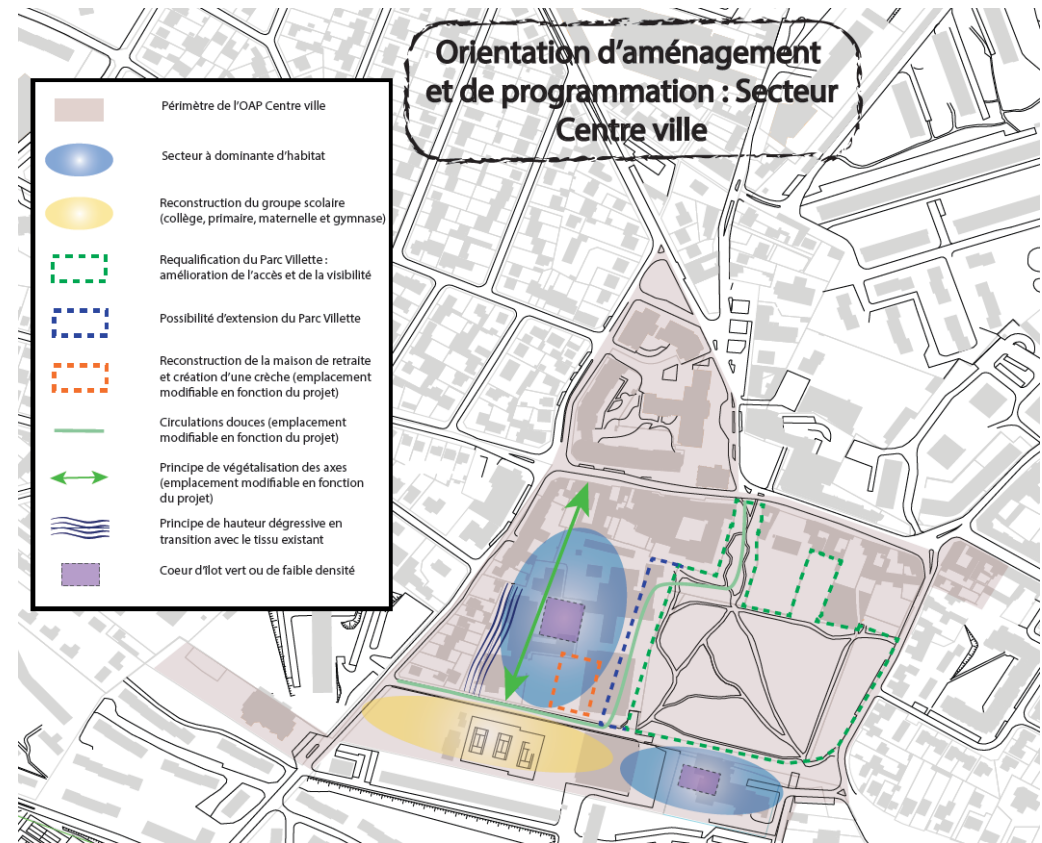 Orientation d'aménagement
et de programmation : Secteur
Centre ville
Périmètre de l'OAP Centre ville
Secteur à dominante d'habitat
Reconstruction du groupe scolaire
(collège, primaire, maternelle et gymnase)
Requalification du Parc Villette :
amélioration de l'accès et de la visibilité
Possibilité d'extension du Parc Villette
Reconstruction de la maison de retraite
et création d'une crèche (emplacement
modifiable en fonction du projet)
Circulations douces (emplacement
modifiable en fonction du projet)
Principe de végétalisation des axes
(emplacement modifiable en fonction
du projet)
Principe de hauteur dégressive en
transition avec le tissu existant
Coeur d'îlot vert ou de faible densité